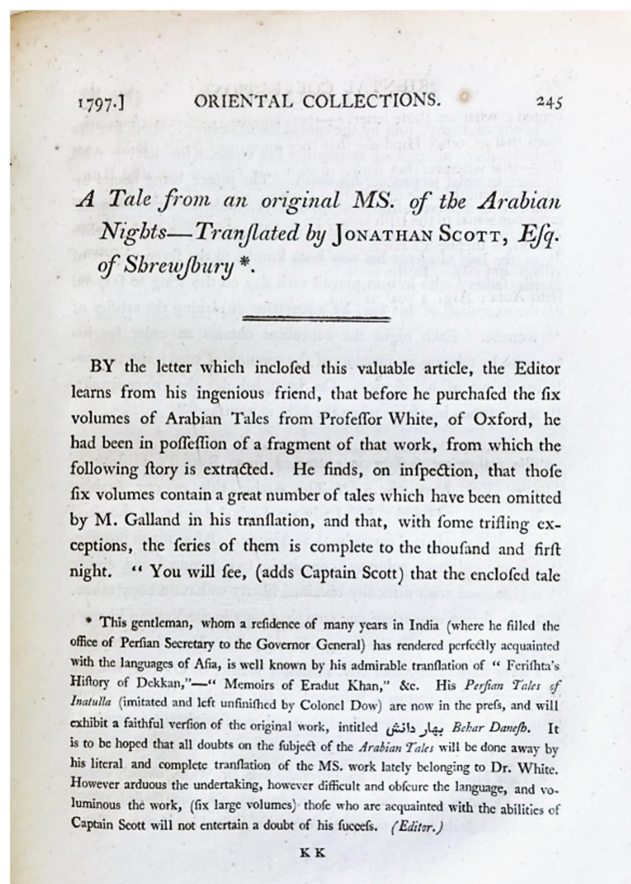 1797.] ORIENTAL COLLECTIONS. 245
A Tale from an original MS. of the Arabian
Nights—Tranſlated by JONATHAN SCOTT, Eſq.
of Shrewſbury *.
BY the letter which incloſed this valuable article, the Editor
learns from his ingenious friend, that before he purchaſed the ſix
volumes of Arabian Tales from Profeſſor White, of Oxford, he
had been in poſſeſſion of a fragment of that work, from which the
following ſtory is extracted. He finds, on inſpection, that thoſe
ſix volumes contain a great number of tales which have been omitted
by M. Galland in his tranſlation, and that, with ſome trifling ex-
ceptions, the ſeries of them is complete to the thouſand and firſt
night. “ You will ſee, (adds Captain Scott) that the encloſed tale
* This gentleman, whom a reſidence of many years in India (where he filled the
office of Perſian Secretary to the Governor General) has rendered perfectly acquainted
with the languages of Aſia, is well known by his admirable tranſlation of “ Feriſhta's
Hiſtory of Dekkan,”—“ Memoirs of Eradut Khan,” &c. His Perſian Tales of
Inatulla (imitated and left unfiniſhed by Colonel Dow) are now in the preſs, and will
exhibit a faithful verſion of the original work, intitled بهار دانش Behar Daneſh. It
is to be hoped that all doubts on the ſubject of the Arabian Tales will be done away by
his literal and complete tranſlation of the MS. work lately belonging to Dr. White.
However arduous the undertaking, however difficult and obſcure the language, and vo-
luminous the work, (ſix large volumes) thoſe who are acquainted with the abilities of
Captain Scott will not entertain a doubt of his ſucceſs. (Editor.)
K K